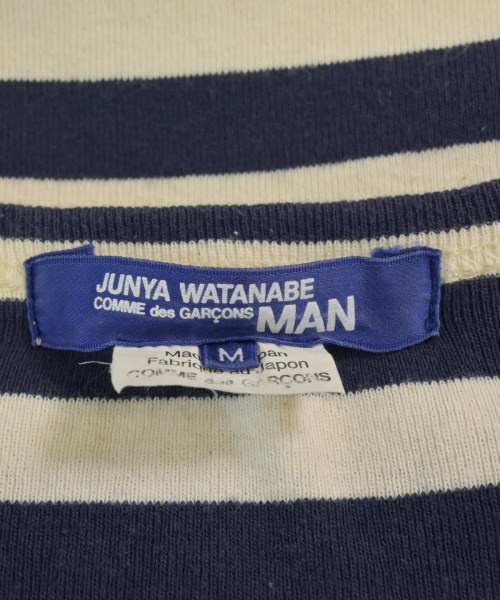 JUNYA WATANABE
COMME des GARÇONS MAN
M
Japon
COMME des GARÇONS